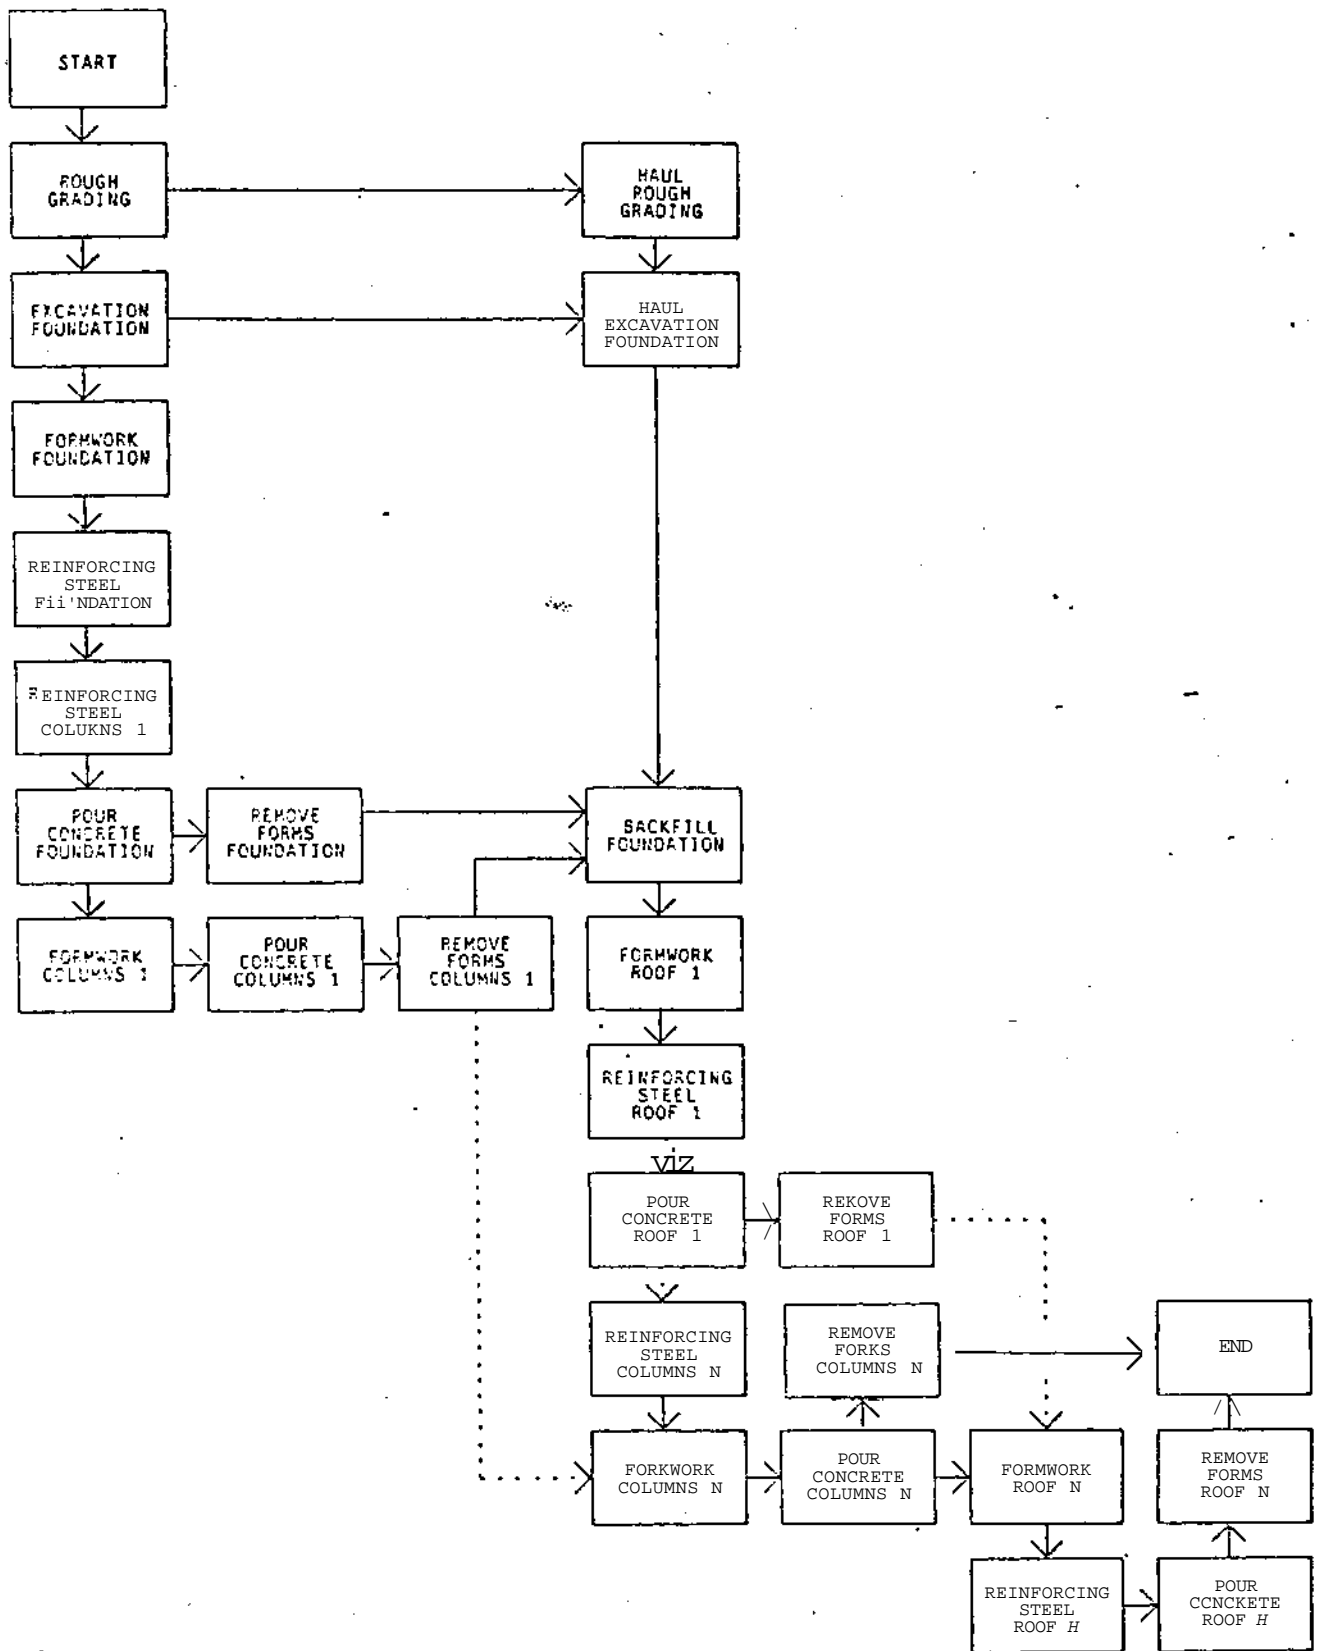 START
ROUGH
GRADING
HAUL
ROUGH
GRADING
EXCAVATION
FOUNDATION
HAUL
EXCAVATION
FOUNDATION
FORMWORK
FOUNDATION
REINFORCING
STEEL
Fii'NDATION
REINFORCING
STEEL
COLUKNS 1
POUR
CONCRETE
FOUNDATION
REMOVE
FORMS
FOUNDATION
BACKFILL
FOUNDATION
FORMWORK
COLUMNS 1
POUR
CONCRETE
COLUMNS 1
REMOVE
FORMS
COLUMNS 1
FORMWORK
ROOF 1
REINFORCING
STEEL
ROOF 1
viz
POUR
CONCRETE
ROOF 1
REKOVE
FORMS
ROOF 1
REINFORCING
STEEL
COLUMNS N
REMOVE
FORKS
COLUMNS N
END
FORKWORK
COLUMNS N
POUR
CONCRETE
COLUMNS N
FORMWORK
ROOF N
REMOVE
FORMS
ROOF N
REINFORCING
STEEL
ROOF H
POUR
CCNCKETE
ROOF H